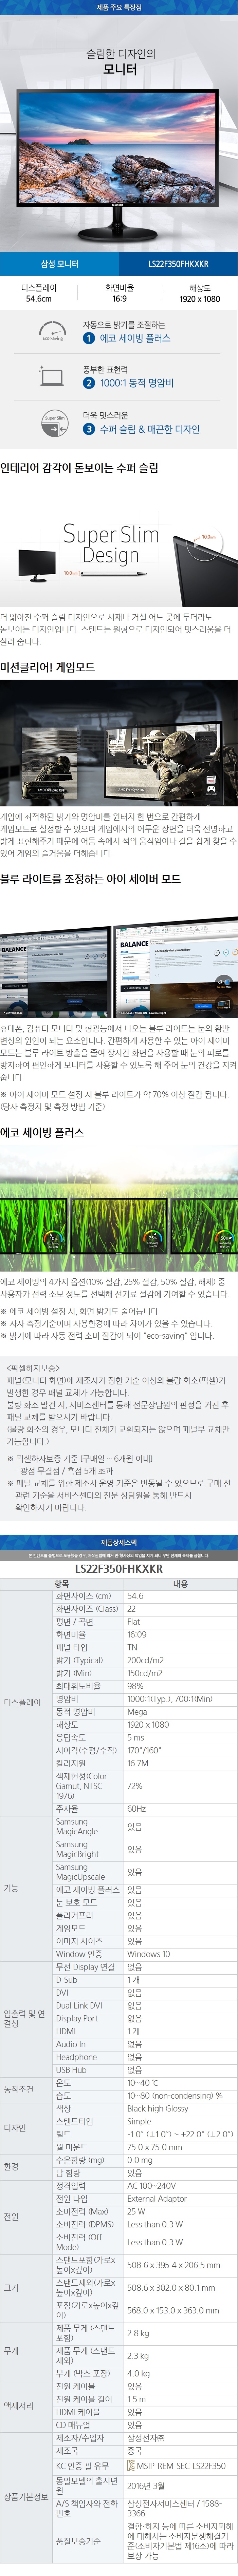 제품 주요 특장점
슬림한 디자인의
모니터
삼성 모니터
LS22F350FHKXKR
디스플레이
54.6cm
화면비율
16:9
해상도
1920 x 1080
Eco Saving
자동으로 밝기를 조절하는
1 에코 세이빙 플러스
풍부한 표현력
2 1000:1 동적 명암비
Super Slim
더욱 멋스러운
3 수퍼 슬림 & 매끈한 디자인
인테리어 감각이 돋보이는 수퍼 슬림
Super Slim
Design
10.0mm
10.0mm
더 얇아진 수퍼 슬림 디자인으로 서재나 거실 어느 곳에 두더라도
돋보이는 디자인입니다. 스탠드는 원형으로 디자인되어 멋스러움을 더
살려 줍니다.
미션클리어! 게임모드
게임에 최적화된 밝기와 명암비를 원터치 한 번으로 간편하게
게임모드로 설정할 수 있으며 게임에서의 어두운 장면을 더욱 선명하고
밝게 표현해주기 때문에 어둠 속에서 적의 움직임이나 길을 쉽게 찾을 수
있어 게임의 즐거움을 더해줍니다.
블루 라이트를 조정하는 아이 세이버 모드
BALANCE
BALANCE
휴대폰, 컴퓨터 모니터 및 형광등에서 나오는 블루 라이트는 눈의 황반
변성의 원인이 되는 요소입니다. 간편하게 사용할 수 있는 아이 세이버
모드는 블루 라이트 방출을 줄여 장시간 화면을 사용할 때 눈의 피로를
방지하여 편안하게 모니터를 사용할 수 있도록 해 주어 눈의 건강을 지켜
줍니다.
※ 아이 세이버 모드 설정 시 블루 라이트가 약 70% 이상 절감 됩니다.
(당사 측정치 및 측정 방법 기준)
에코 세이빙 플러스
에코 세이빙의 4가지 옵션(10% 절감, 25% 절감, 50% 절감, 해제) 중
사용자가 전력 소모 정도를 선택해 전기료 절감에 기여할 수 있습니다.
※ 에코 세이빙 설정 시, 화면 밝기도 줄어듭니다.
※ 자사 측정기준이며 사용환경에 따라 차이가 있을 수 있습니다.
※ 밝기에 따라 자동 전력 소비 절감이 되어 "eco-saving" 입니다.
<픽셀하자보증>
패널(모니터 화면)에 제조사가 정한 기준 이상의 불량 화소(픽셀)가
발생한 경우 패널 교체가 가능합니다.
불량 화소 발견 시, 서비스센터를 통해 전문상담원의 판정을 거친 후
패널 교체를 받으시기 바랍니다.
(불량 화소의 경우, 모니터 전체가 교환되지는 않으며 패널부 교체만
가능합니다.)
※ 픽셀하자보증 기준 [구매일 ~ 6개월 이내]
- 광점 무결점 / 흑점 5개 초과
※ 패널 교체를 위한 제조사 운영 기준은 변동될 수 있으므로 구매 전
관련 기준을 서비스센터의 전문 상담원을 통해 반드시
확인하시기 바랍니다.
제품상세스펙
LS22F350FHKXKR
항목 내용
디스플레이
화면사이즈 (cm) 54.6
화면사이즈 (Class) 22
평면 / 곡면 Flat
화면비율 16:09
패널 타입 TN
밝기 (Typical) 200cd/m2
밝기 (Min) 150cd/m2
최대휘도비율 98%
명암비 1000:1(Typ.), 700:1(Min)
동적 명암비 Mega
해상도 1920 x 1080
응답속도 5 ms
시야각(수평/수직) 170°/160°
칼라지원 16.7M
색재현성(Color
Gamut, NTSC
1976)
72%
주사율 60Hz
기능
Samsung
MagicAngle
있음
Samsung
MagicBright
있음
Samsung
MagicUpscale
있음
에코 세이빙 플러스 있음
눈 보호 모드 있음
플리커프리 있음
게임모드 있음
이미지 사이즈 있음
Window 인증 Windows 10
입출력 및 연
결성
무선 Display 연결 없음
D-Sub 1 개
DVI 없음
Dual Link DVI 없음
Display Port 없음
HDMI 1 개
Audio In 없음
Headphone 없음
USB Hub 없음
동작조건
온도 10~40 ℃
습도 10~80 (non-condensing) %
디자인
색상 Black high Glossy
스탠드타입 Simple
틸트 -1.0° (±1.0°) ~ +22.0° (±2.0°)
월 마운트 75.0 x 75.0 mm
환경
수은함량 (mg) 0.0 mg
납 함량 있음
전원
정격입력 AC 100~240V
전원 타입 External Adaptor
소비전력 (Max) 25 W
소비전력 (DPMS) Less than 0.3 W
소비전력 (Off
Mode)
Less than 0.3 W
크기
스탠드포함(가로x
높이x깊이)
508.6 x 395.4 x 206.5 mm
스탠드제외(가로x
높이x깊이)
508.6 x 302.0 x 80.1 mm
포장(가로x높이x깊
이)
568.0 x 153.0 x 363.0 mm
무게
제품 무게 (스탠드
포함)
2.8 kg
제품 무게 (스탠드
제외)
2.3 kg
무게 (박스 포장) 4.0 kg
액세서리
전원 케이블 있음
전원 케이블 길이 1.5 m
HDMI 케이블 있음
CD 매뉴얼 있음
상품기본정보
제조자/수입자 삼성전자㈜
제조국 중국
KC 인증 필 유무 MSIP-REM-SEC-LS22F350
동일모델의 출시년
월
2016년 3월
A/S 책임자와 전화
번호
삼성전자서비스센터 / 1588-
3366
품질보증기준
결함·하자 등에 따른 소비자피해
에 대해서는 소비자분쟁해결기
준(소비자기본법 제16조)에 따라
보상 가능